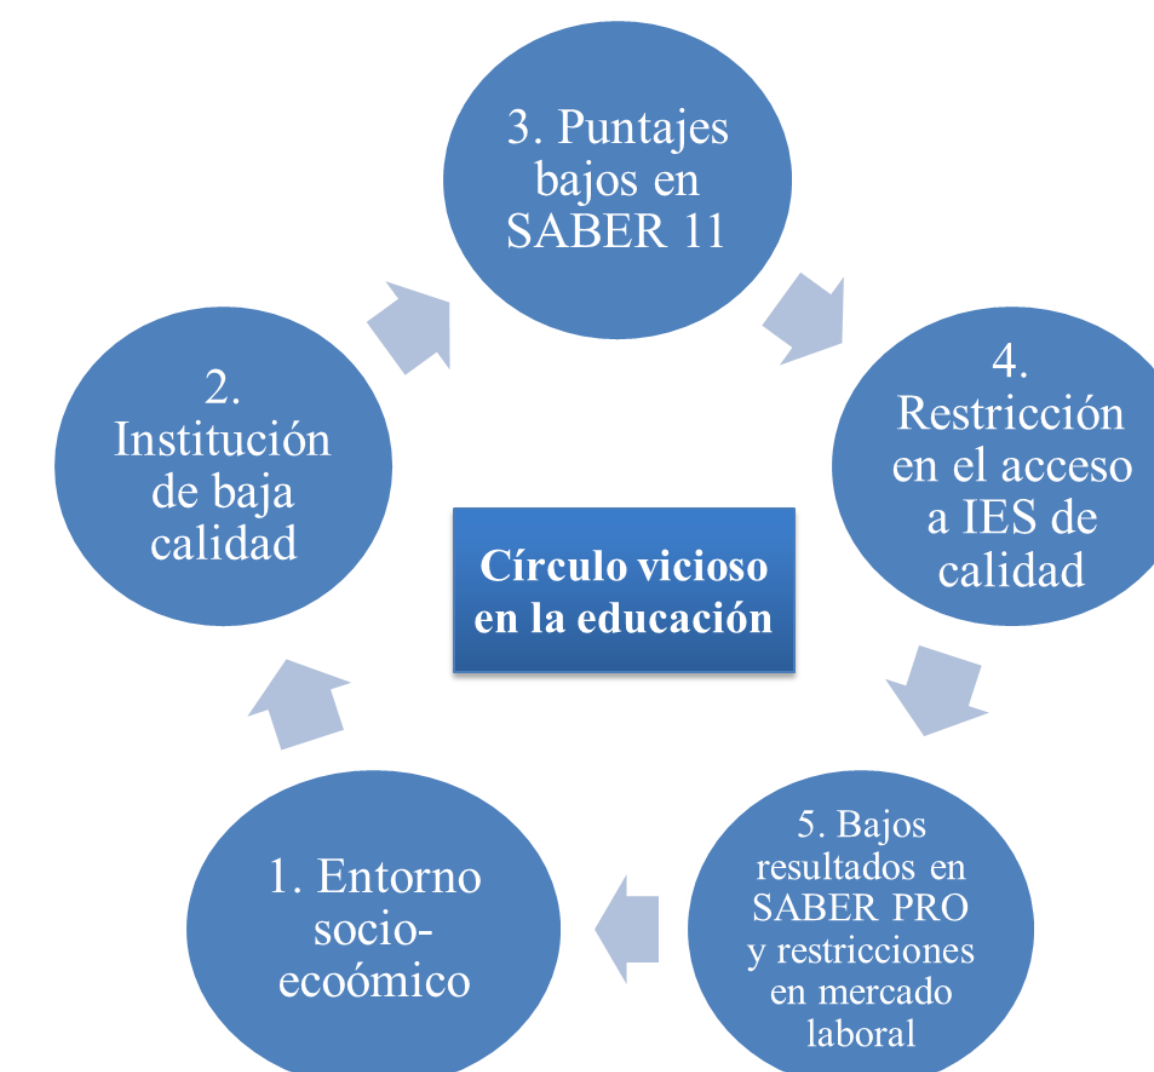 3. Puntajes
bajos en
SABER 11
4.
Restricción
en el acceso
a IES de
calidad
2.
Institución
de baja
calidad
Círculo vicioso
en la educación
1. Entorno
socio-
ecoómico
5. Bajos
resultados en
SABER PRO
y restricciones
en mercado
laboral